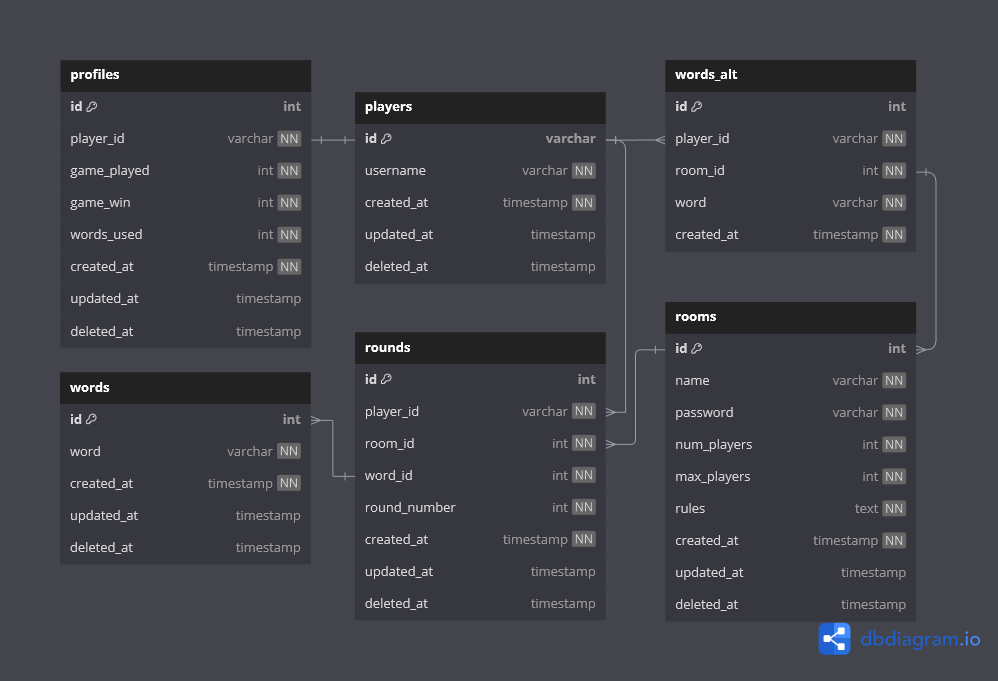 profiles
id int
player_id varchar NN
game_played int NN
game_win int NN
words_used int NN
created_at timestamp NN
updated_at timestamp
deleted_at timestamp
players
id varchar
username varchar NN
created_at timestamp NN
updated_at timestamp
deleted_at timestamp
words_alt
id int
player_id varchar NN
room_id int NN
word varchar NN
created_at timestamp NN
words
id int
word varchar NN
created_at timestamp NN
updated_at timestamp
deleted_at timestamp
rounds
id int
player_id varchar NN
room_id int NN
word_id int NN
round_number int NN
created_at timestamp NN
updated_at timestamp
deleted_at timestamp
rooms
id int
name varchar NN
password varchar NN
num_players int NN
max_players int NN
rules text NN
created_at timestamp NN
updated_at timestamp
deleted_at timestamp
dbdiagram.io